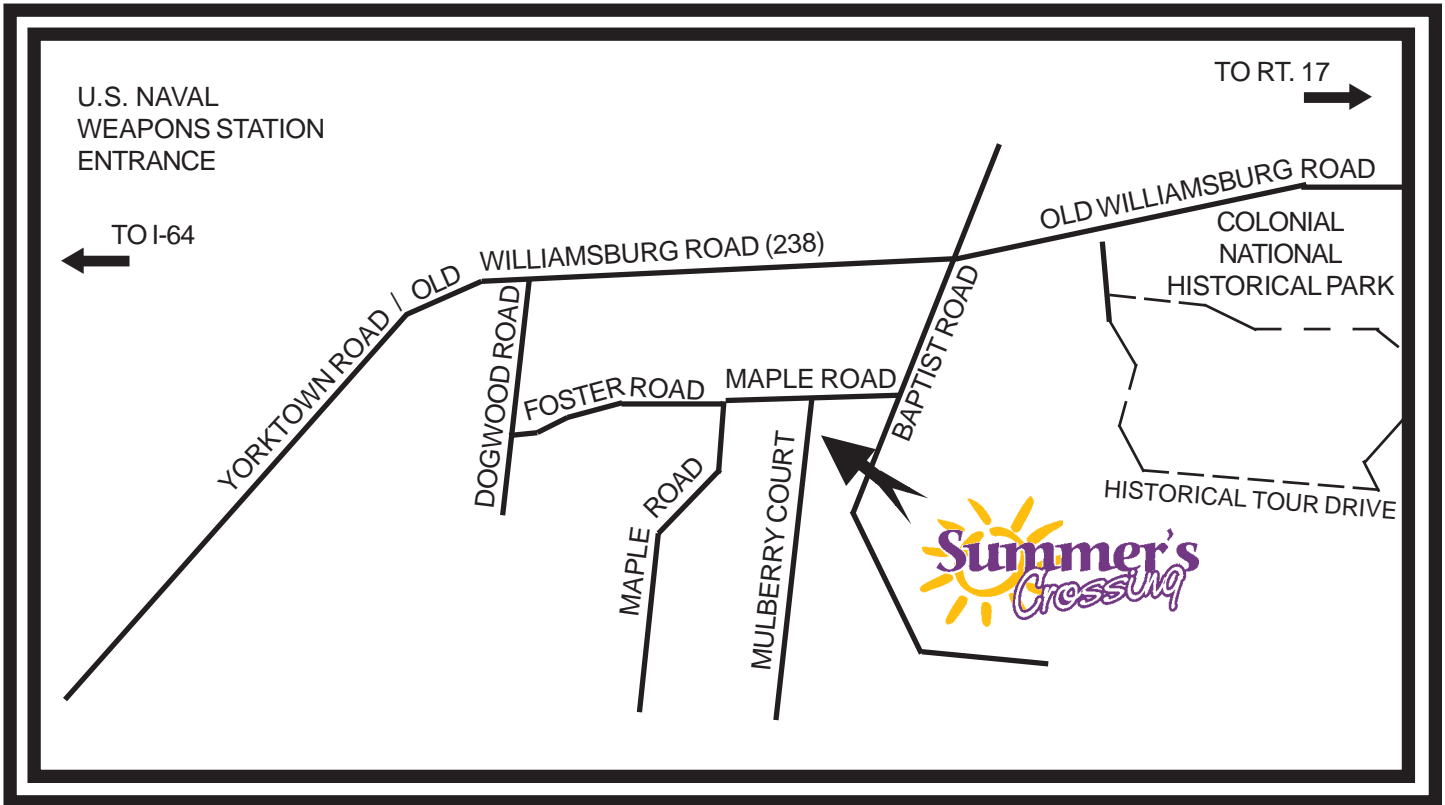 U.S. NAVAL
WEAPONS STATION
ENTRANCE
TO RT. 17
TO I-64
YORKTOWN ROAD / OLD WILLIAMSBURG ROAD (238)
OLD WILLIAMSBURG ROAD
COLONIAL
NATIONAL
HISTORICAL PARK
DOGWOOD ROAD
FOSTER ROAD
MAPLE ROAD
BAPTIST ROAD
MAPLE ROAD
MULBERRY COURT
HISTORICAL TOUR DRIVE
Summer's
Crossing